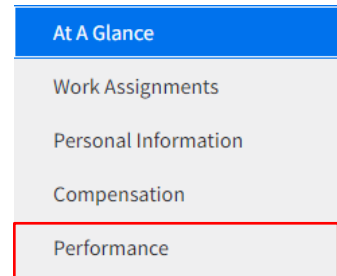 At A Glance
Work Assignments
Personal Information
Compensation
Performance